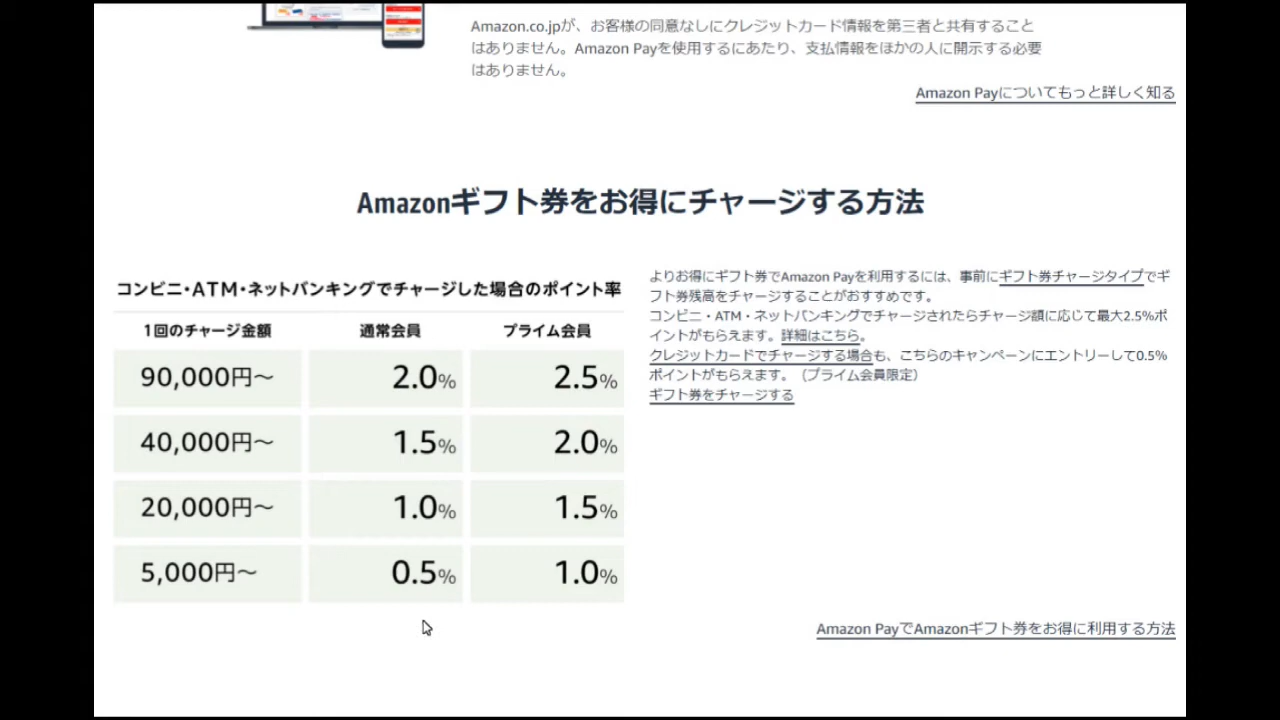 Amazon.co.jpが、お客様の同意なしにクレジットカード情報を第三者と共有すること
はありません。Amazon Payを使用するにあたり、支払情報をほかの人に開示する必要
はありません。
Amazon Payについてもっと詳しく知る
Amazonギフト券をお得にチャージする方法
コンビニ・ATM・ネットバンキングでチャージした場合のポイント率
1回のチャージ金額 通常会員 プライム会員
90,000円〜 2.0% 2.5%
40,000円〜 1.5% 2.0%
20,000円〜 1.0% 1.5%
5,000円〜 0.5% 1.0%
よりお得にギフト券でAmazon Payを利用するには、事前にギフト券チャージタイプでギ
フト券残高をチャージすることがおすすめです。
コンビニ・ATM・ネットバンキングでチャージされたらチャージ額に応じて最大2.5%ポ
イントがもらえます。詳細はこちら。
クレジットカードでチャージする場合も、こちらのキャンペーンにエントリーして0.5%
ポイントがもらえます。（プライム会員限定）
ギフト券をチャージする
Amazon PayでAmazonギフト券をお得に利用する方法